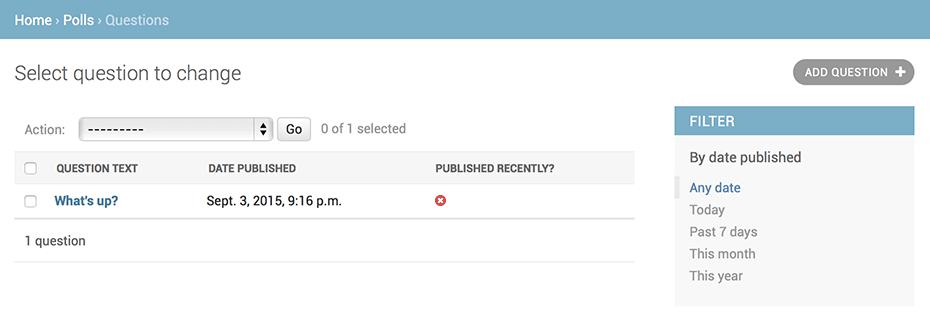 Home › Polls › Questions
Select question to change
ADD QUESTION +
Action: --------- Go 0 of 1 selected
QUESTION TEXT DATE PUBLISHED PUBLISHED RECENTLY?
What's up? Sept. 3, 2015, 9:16 p.m.
1 question
FILTER
By date published
Any date
Today
Past 7 days
This month
This year